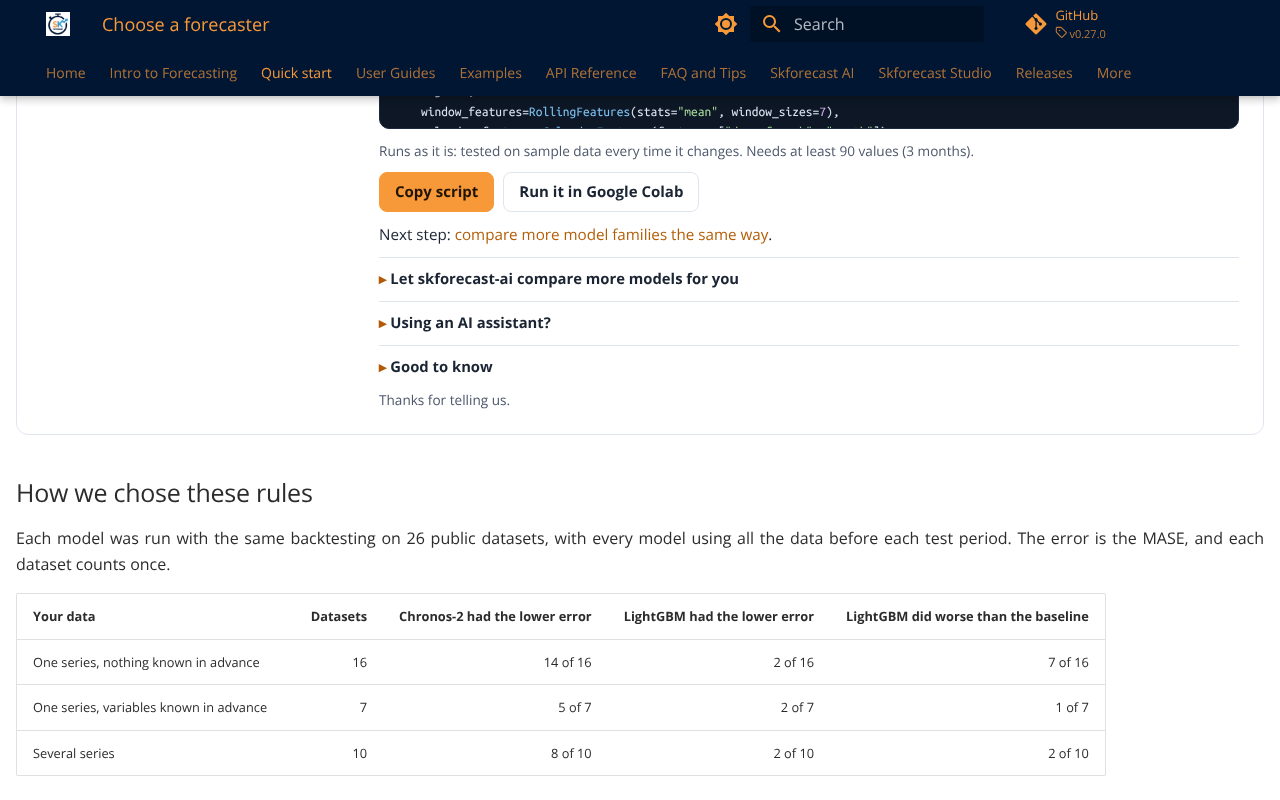 Choose a forecaster
Search
GitHub
v0.27.0
Home Intro to Forecasting Quick start User Guides Examples API Reference FAQ and Tips Skforecast AI Skforecast Studio Releases More
window_features=RollingFeatures(stats="mean", window_sizes=7),
Runs as it is: tested on sample data every time it changes. Needs at least 90 values (3 months).
Copy script Run it in Google Colab
Next step: compare more model families the same way.
▸ Let skforecast-ai compare more models for you
▸ Using an AI assistant?
▸ Good to know
Thanks for telling us.
How we chose these rules
Each model was run with the same backtesting on 26 public datasets, with every model using all the data before each test period. The error is the MASE, and each
dataset counts once.
Your data Datasets Chronos-2 had the lower error LightGBM had the lower error LightGBM did worse than the baseline
One series, nothing known in advance 16 14 of 16 2 of 16 7 of 16
One series, variables known in advance 7 5 of 7 2 of 7 1 of 7
Several series 10 8 of 10 2 of 10 2 of 10